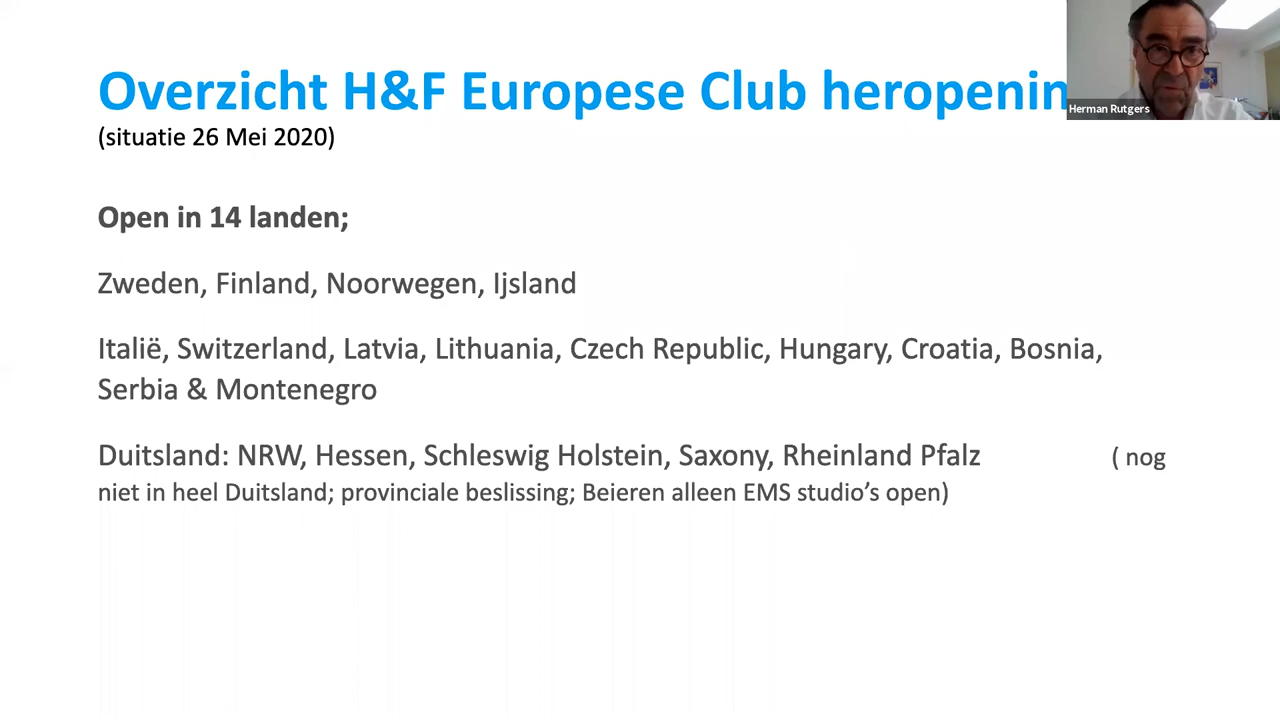 Overzicht H&F Europese Club heropenin
Herman Rutgers
(situatie 26 Mei 2020)
Open in 14 landen;
Zweden, Finland, Noorwegen, Ijsland
Italië, Switzerland, Latvia, Lithuania, Czech Republic, Hungary, Croatia, Bosnia,
Serbia & Montenegro
Duitsland: NRW, Hessen, Schleswig Holstein, Saxony, Rheinland Pfalz ( nog
niet in heel Duitsland; provinciale beslissing; Beieren alleen EMS studio’s open)